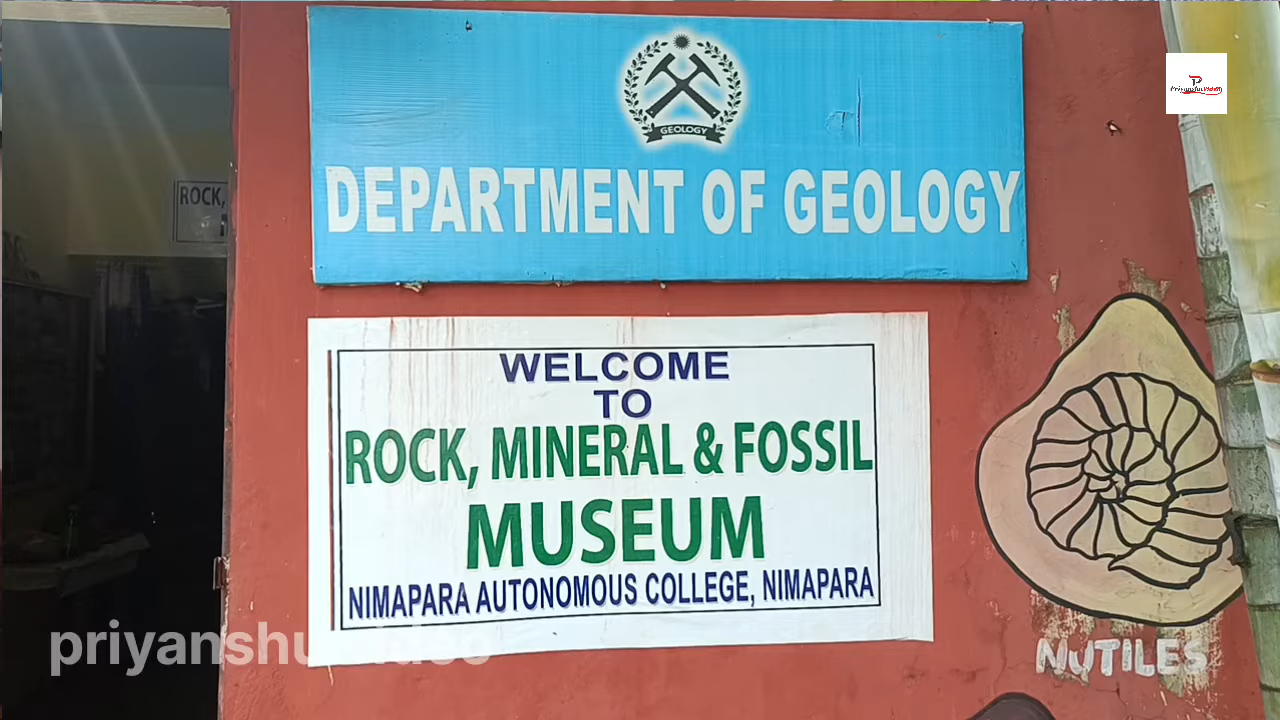 GEOLOGY
DEPARTMENT OF GEOLOGY
ROCK,
WELCOME
TO
ROCK, MINERAL & FOSSIL
MUSEUM
NIMAPARA AUTONOMOUS COLLEGE, NIMAPARA
NUTILES